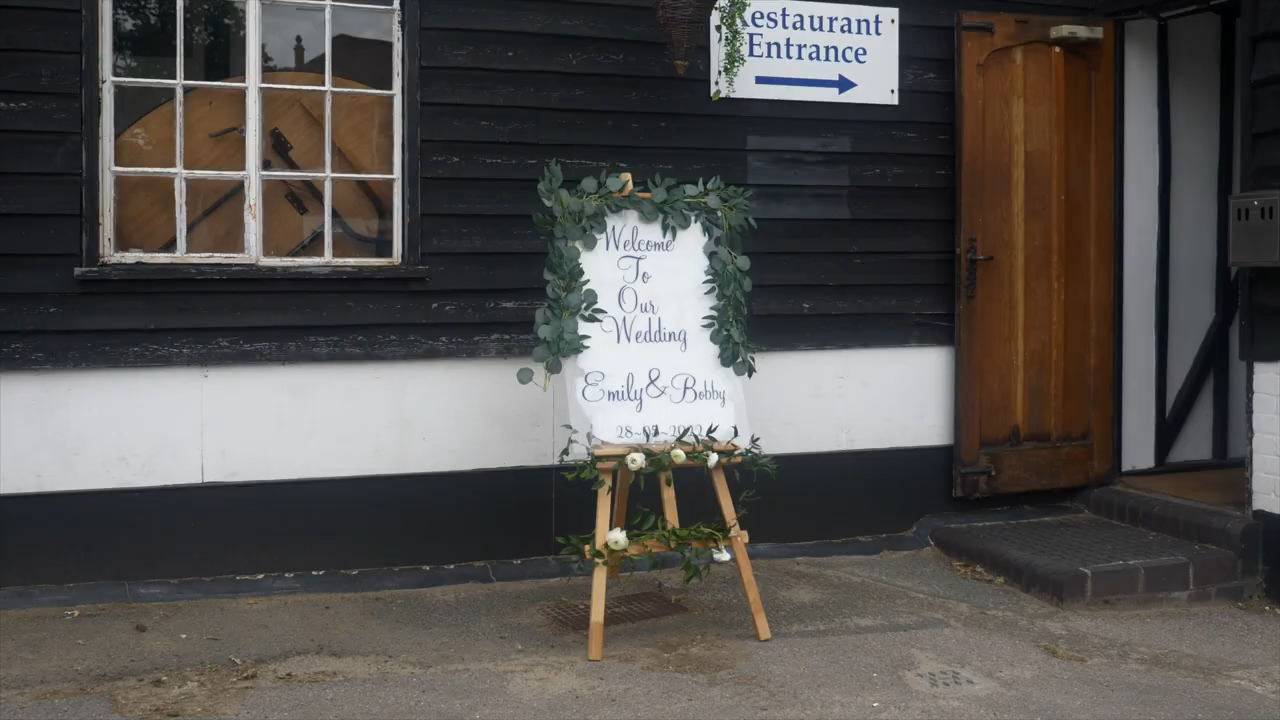 Restaurant
Entrance
Welcome
To
Our
Wedding
Emily & Bobby